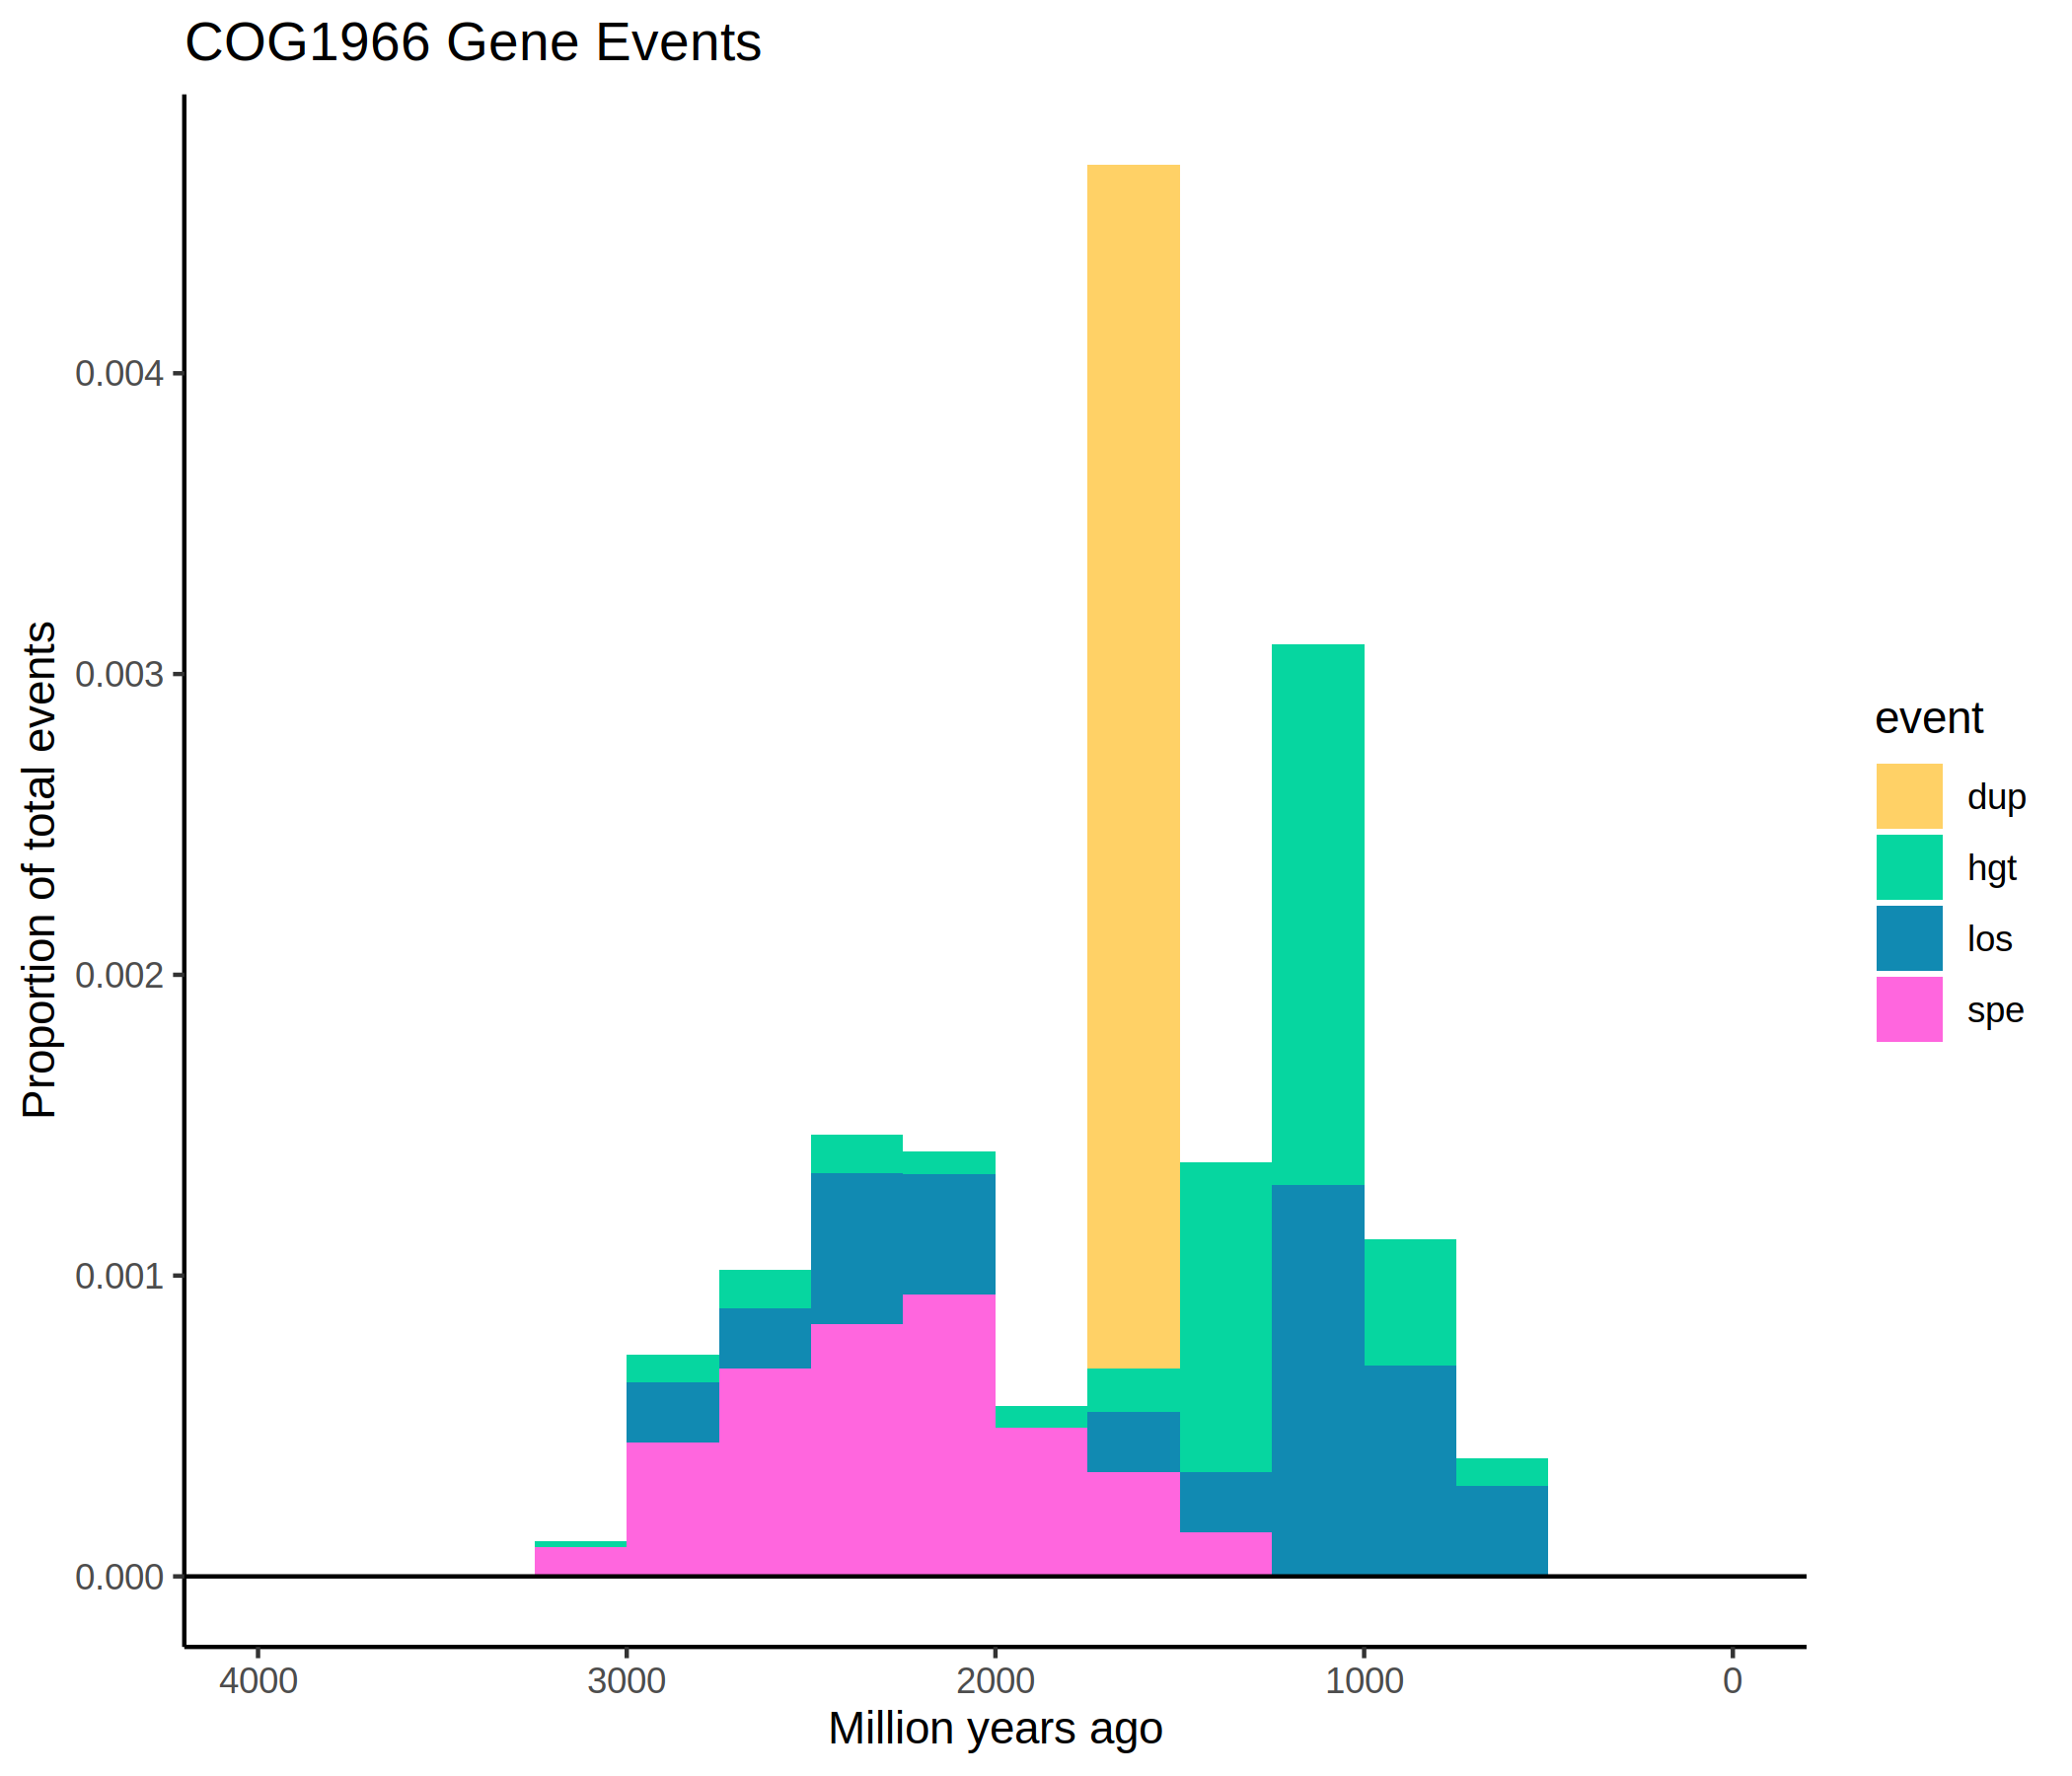 COG1966 Gene Events
Proportion of total events
0.004
0.003
0.002
0.001
0.000
4000 3000 2000 1000 0
Million years ago
event
dup
hgt
los
spe